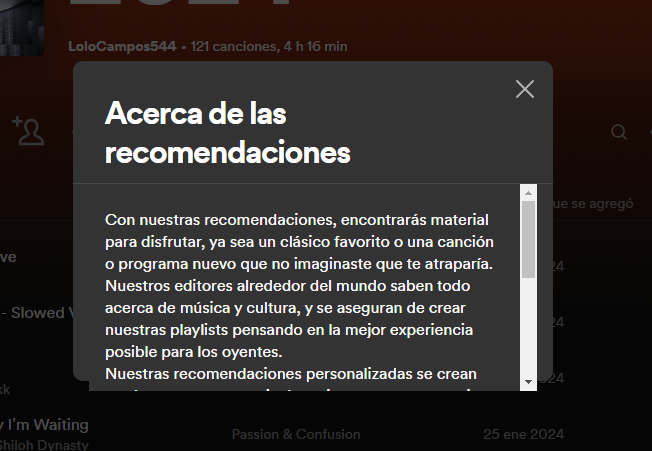 LoloCampos544 • 121 canciones, 4 h 16 min
Acerca de las
recomendaciones
ue se agregó
Con nuestras recomendaciones, encontrarás material
para disfrutar, ya sea un clásico favorito o una canción
o programa nuevo que no imaginaste que te atraparía.
Nuestros editores alrededor del mundo saben todo
acerca de música y cultura, y se aseguran de crear
nuestras playlists pensando en la mejor experiencia
posible para los oyentes.
Nuestras recomendaciones personalizadas se crean
ve
24
- Slowed V
24
kk
024
y I'm Waiting
Shiloh Dynasty
Passion & Confusion
25 ene 2024